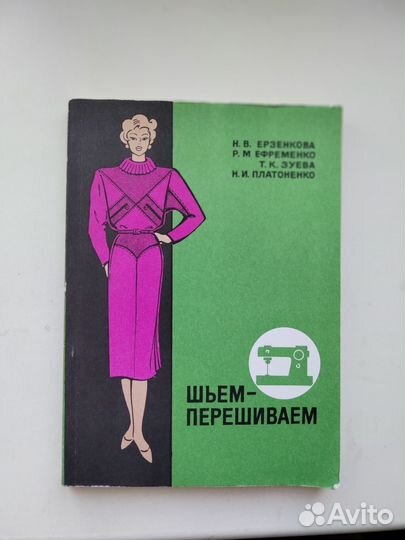 Н. В. ЕРЗЕНКОВА
Р. М ЕФРЕМЕНКО
Т. К. ЗУЕВА
Н. И. ПЛАТОНЕНКО
ШЬЕМ-
ПЕРЕШИВАЕМ
Avito